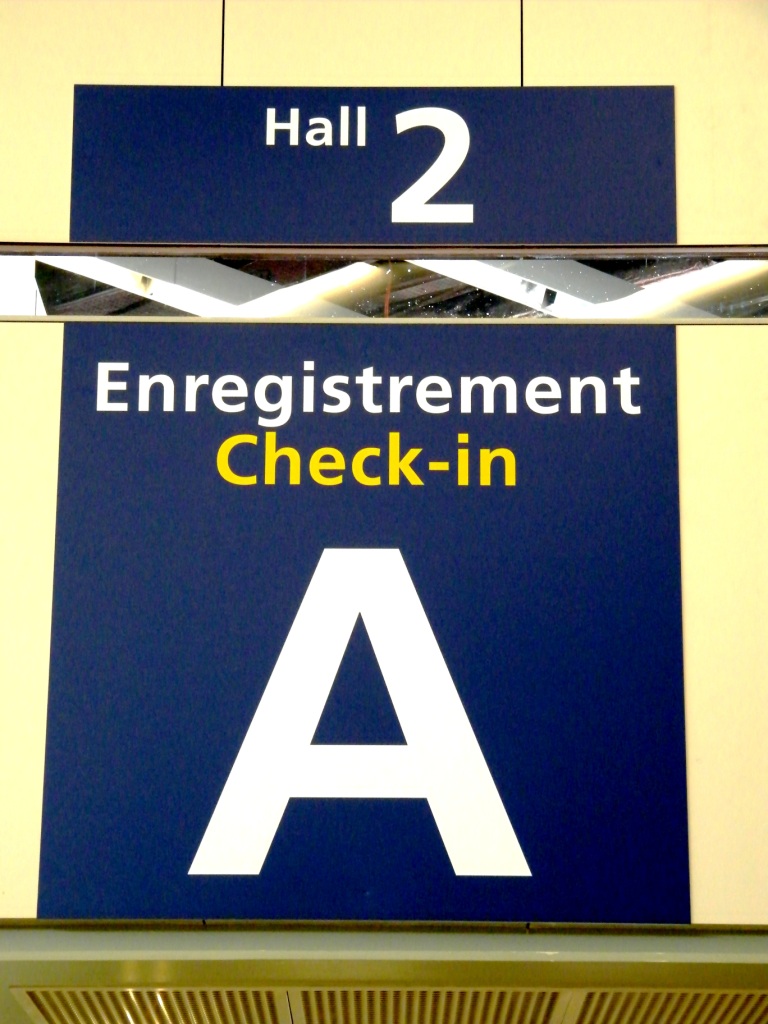 Hall 2
Enregistrement
Check-in
A